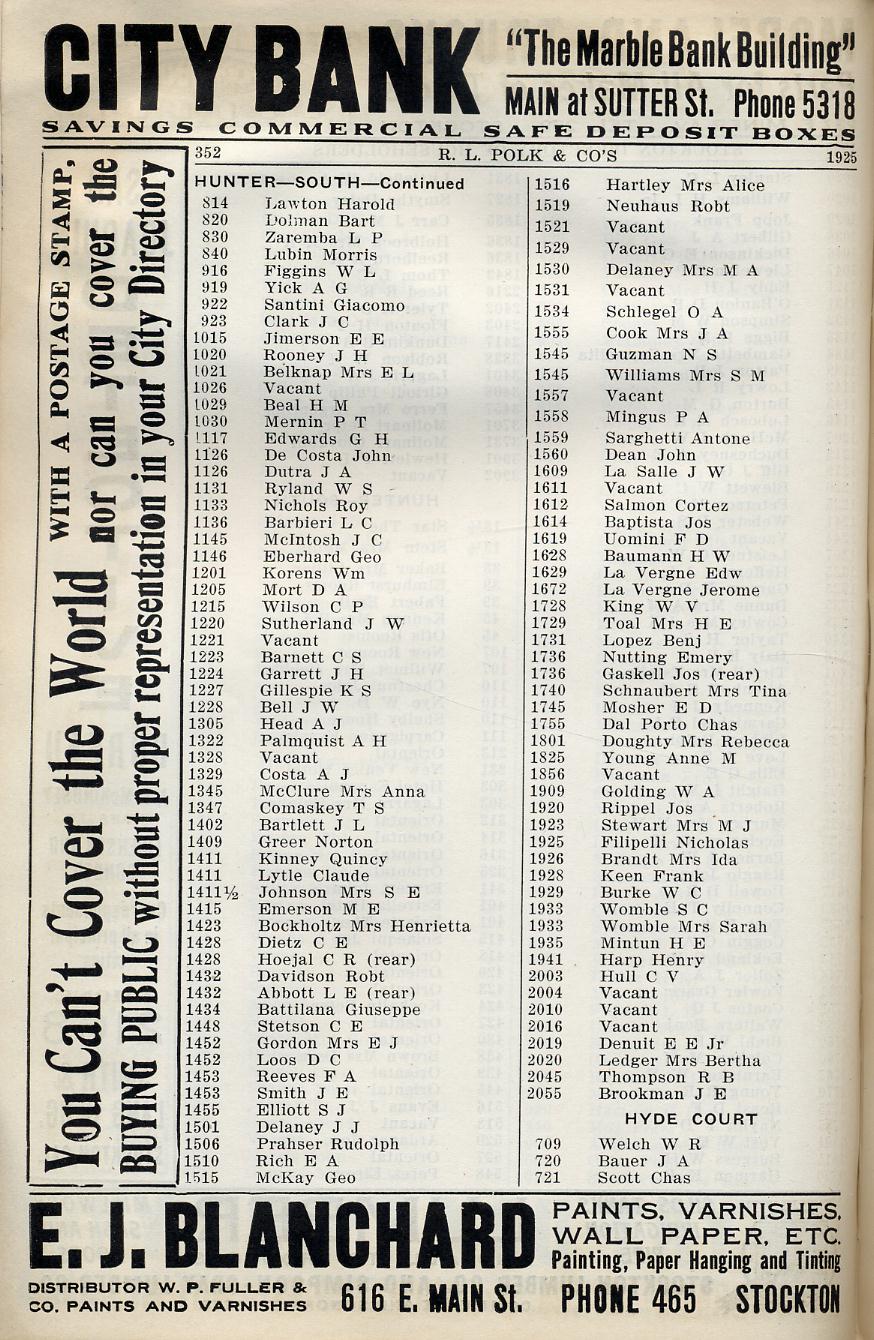 CITY BANK
"The Marble Bank Building"
MAIN at SUTTER St. Phone 5318
SAVINGS COMMERCIAL SAFE DEPOSIT BOXES
You Can't Cover the World WITH A POSTAGE STAMP,
nor can you cover the
BUYING PUBLIC without proper representation in your City Directory
352 R. L. POLK & CO'S 1925
HUNTER—SOUTH—Continued
814 Lawton Harold
820 Dolman Bart
830 Zaremba L P
840 Lubin Morris
916 Figgins W L
919 Yick A G
922 Santini Giacomo
923 Clark J C
1015 Jimerson E E
1020 Rooney J H
1021 Belknap Mrs E L
1026 Vacant
1029 Beal H M
1030 Mernin P T
1117 Edwards G H
1126 De Costa John
1126 Dutra J A
1131 Ryland W S
1133 Nichols Roy
1136 Barbieri L C
1145 McIntosh J C
1146 Eberhard Geo
1201 Korens Wm
1205 Mort D A
1215 Wilson C P
1220 Sutherland J W
1221 Vacant
1223 Barnett C S
1224 Garrett J H
1227 Gillespie K S
1228 Bell J W
1305 Head A J
1322 Palmquist A H
1328 Vacant
1329 Costa A J
1345 McClure Mrs Anna
1347 Comaskey T S
1402 Bartlett J L
1409 Greer Norton
1411 Kinney Quincy
1411 Lytle Claude
1411½ Johnson Mrs S E
1415 Emerson M E
1423 Bockholtz Mrs Henrietta
1428 Dietz C E
1428 Hoejal C R (rear)
1432 Davidson Robt
1432 Abbott L E (rear)
1434 Battilana Giuseppe
1448 Stetson C E
1452 Gordon Mrs E J
1452 Loos D C
1453 Reeves F A
1453 Smith J E
1455 Elliott S J
1501 Delaney J J
1506 Prahser Rudolph
1510 Rich E A
1515 McKay Geo
1516 Hartley Mrs Alice
1519 Neuhaus Robt
1521 Vacant
1529 Vacant
1530 Delaney Mrs M A
1531 Vacant
1534 Schlegel O A
1555 Cook Mrs J A
1545 Guzman N S
1545 Williams Mrs S M
1557 Vacant
1558 Mingus P A
1559 Sarghetti Antone
1560 Dean John
1609 La Salle J W
1611 Vacant
1612 Salmon Cortez
1614 Baptista Jos
1619 Uomini F D
1628 Baumann H W
1629 La Vergne Edw
1672 La Vergne Jerome
1728 King W V
1729 Toal Mrs H E
1731 Lopez Benj
1736 Nutting Emery
1736 Gaskell Jos (rear)
1740 Schnaubert Mrs Tina
1745 Mosher E D
1755 Dal Porto Chas
1801 Doughty Mrs Rebecca
1825 Young Anne M
1856 Vacant
1909 Golding W A
1920 Rippel Jos
1923 Stewart Mrs M J
1925 Filipelli Nicholas
1926 Brandt Mrs Ida
1928 Keen Frank
1929 Burke W C
1933 Womble S C
1933 Womble Mrs Sarah
1935 Mintun H E
1941 Harp Henry
2003 Hull C V
2004 Vacant
2010 Vacant
2016 Vacant
2019 Denuit E E Jr
2020 Ledger Mrs Bertha
2045 Thompson R B
2055 Brookman J E
HYDE COURT
709 Welch W R
720 Bauer J A
721 Scott Chas
E. J. BLANCHARD
PAINTS, VARNISHES,
WALL PAPER, ETC.
Painting, Paper Hanging and Tinting
DISTRIBUTOR W. P. FULLER &
CO. PAINTS AND VARNISHES
616 E. MAIN St. PHONE 465 STOCKTON